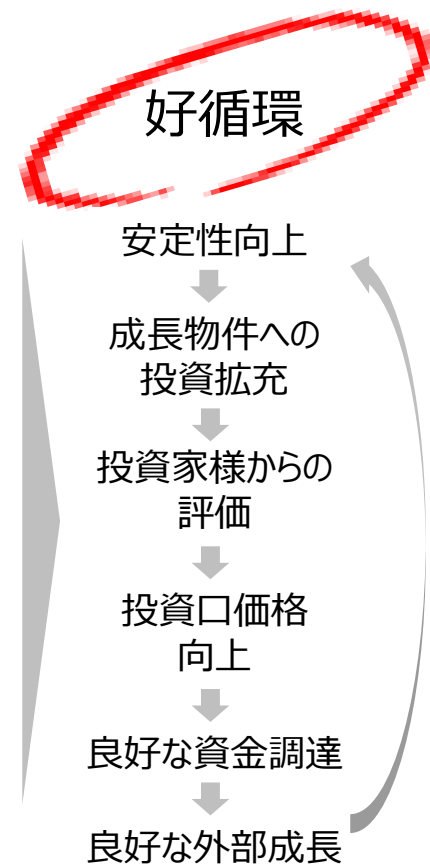 好循環
安定性向上
成長物件への
投資拡充
投資家様からの
評価
投資口価格
向上
良好な資金調達
良好な外部成長